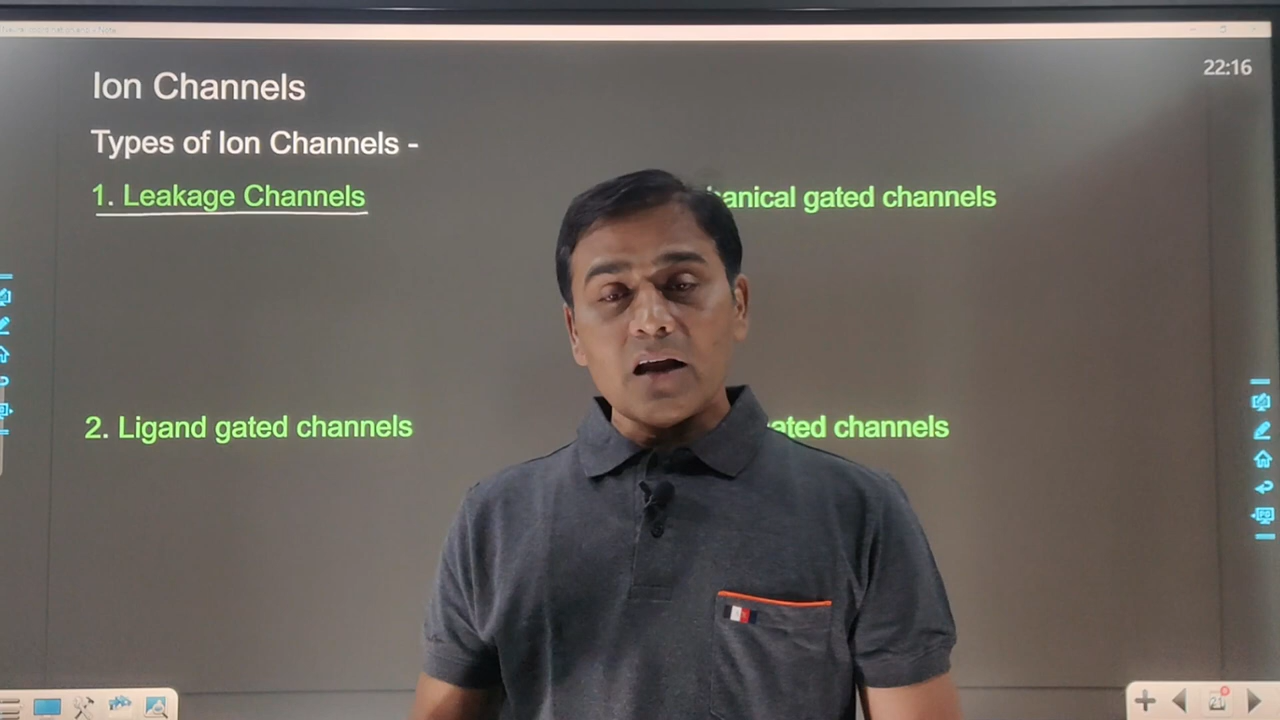 22:16
Ion Channels
Types of Ion Channels -
1. Leakage Channels
hanical gated channels
2. Ligand gated channels
ated channels